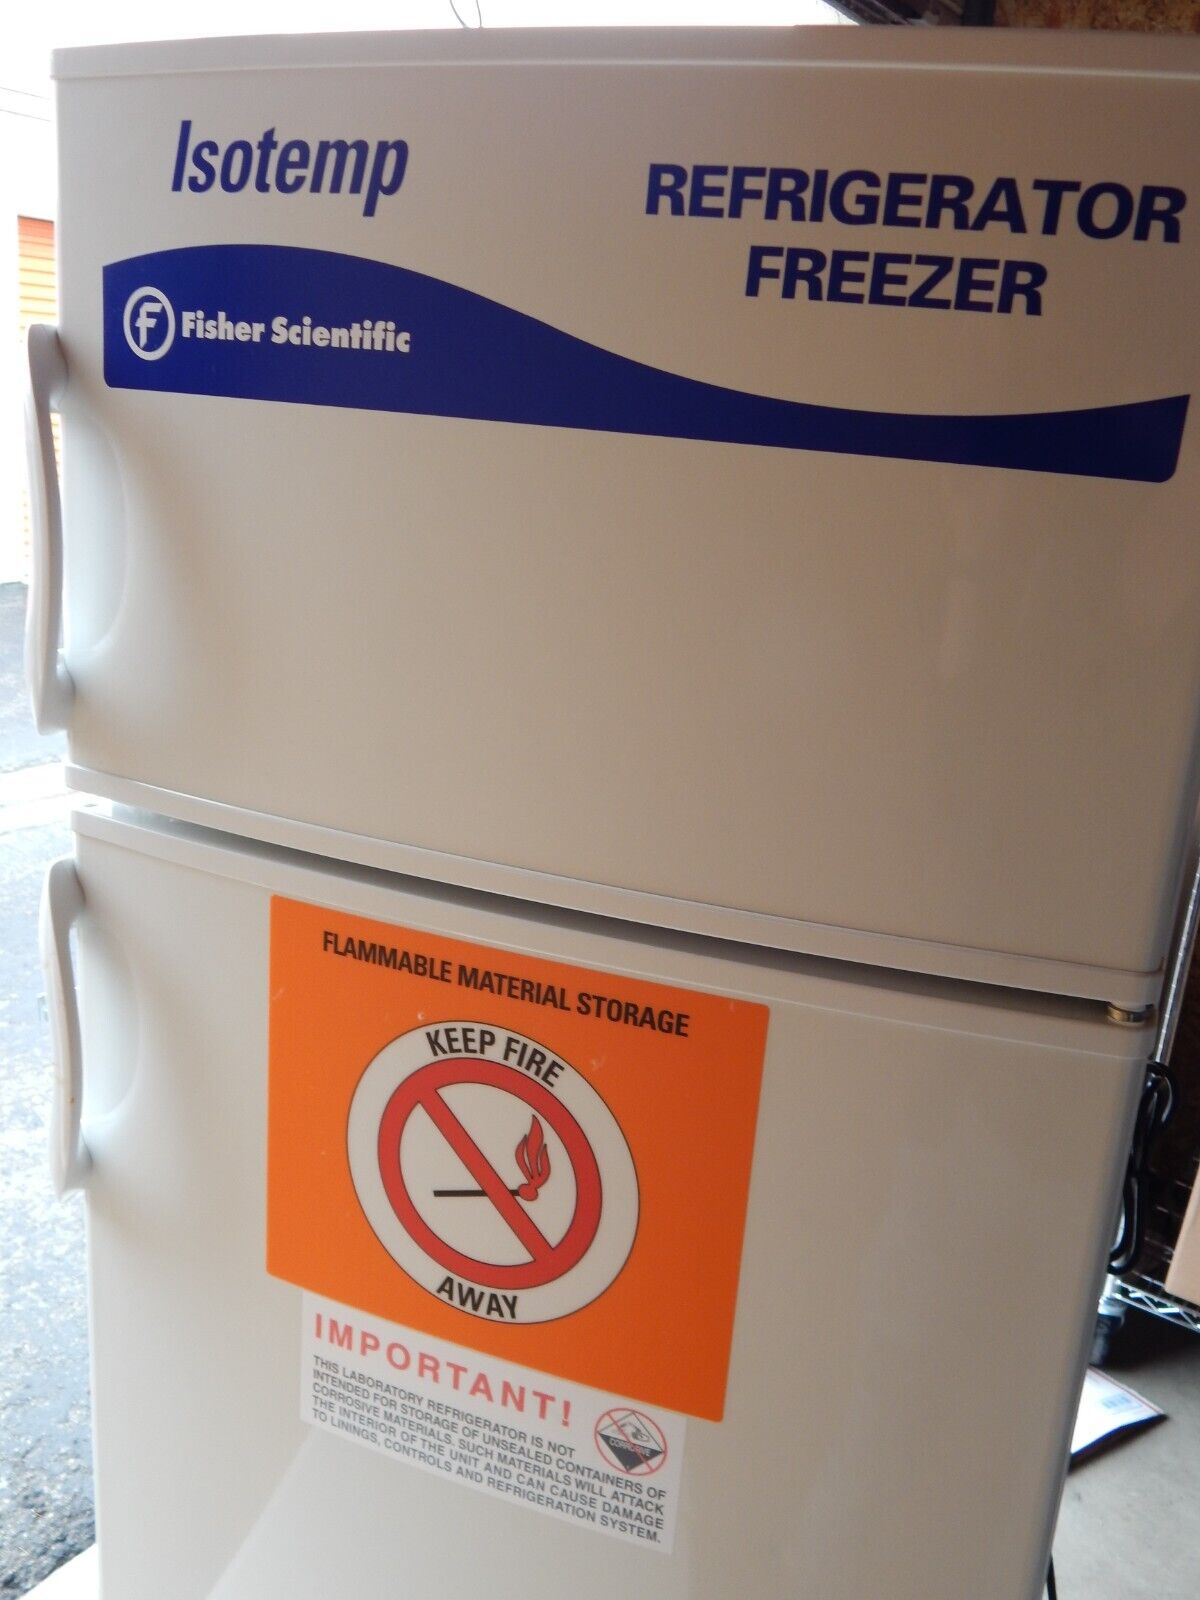 Isotemp
REFRIGERATOR
FREEZER
Fisher Scientific
FLAMMABLE MATERIAL STORAGE
KEEP FIRE
AWAY
IMPORTANT!
THIS LABORATORY REFRIGERATOR IS NOT
INTENDED FOR STORAGE OF UNSEALED CONTAINERS OF
CORROSIVE MATERIALS. SUCH MATERIALS WILL ATTACK
THE INTERIOR OF THE UNIT AND CAN CAUSE DAMAGE
TO LININGS, CONTROLS AND REFRIGERATION SYSTEM.
CORROSIVE